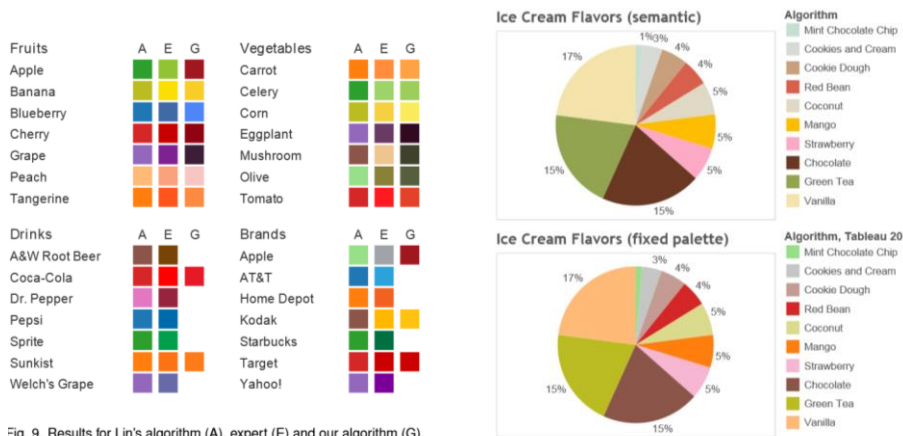 Fruits A E G
Apple
Banana
Blueberry
Cherry
Grape
Peach
Tangerine
Vegetables A E G
Carrot
Celery
Corn
Eggplant
Mushroom
Olive
Tomato
Drinks A E G
A&W Root Beer
Coca-Cola
Dr. Pepper
Pepsi
Sprite
Sunkist
Welch's Grape
Brands A E G
Apple
AT&T
Home Depot
Kodak
Starbucks
Target
Yahoo!
Fig. 9. Results for Lin's algorithm (A), expert (E) and our algorithm (G)
Ice Cream Flavors (semantic)
1%
3%
4%
4%
5%
5%
5%
15%
15%
17%
Algorithm
Mint Chocolate Chip
Cookies and Cream
Cookie Dough
Red Bean
Coconut
Mango
Strawberry
Chocolate
Green Tea
Vanilla
Ice Cream Flavors (fixed palette)
3%
4%
4%
5%
5%
5%
15%
15%
17%
Algorithm, Tableau 20
Mint Chocolate Chip
Cookies and Cream
Cookie Dough
Red Bean
Coconut
Mango
Strawberry
Chocolate
Green Tea
Vanilla